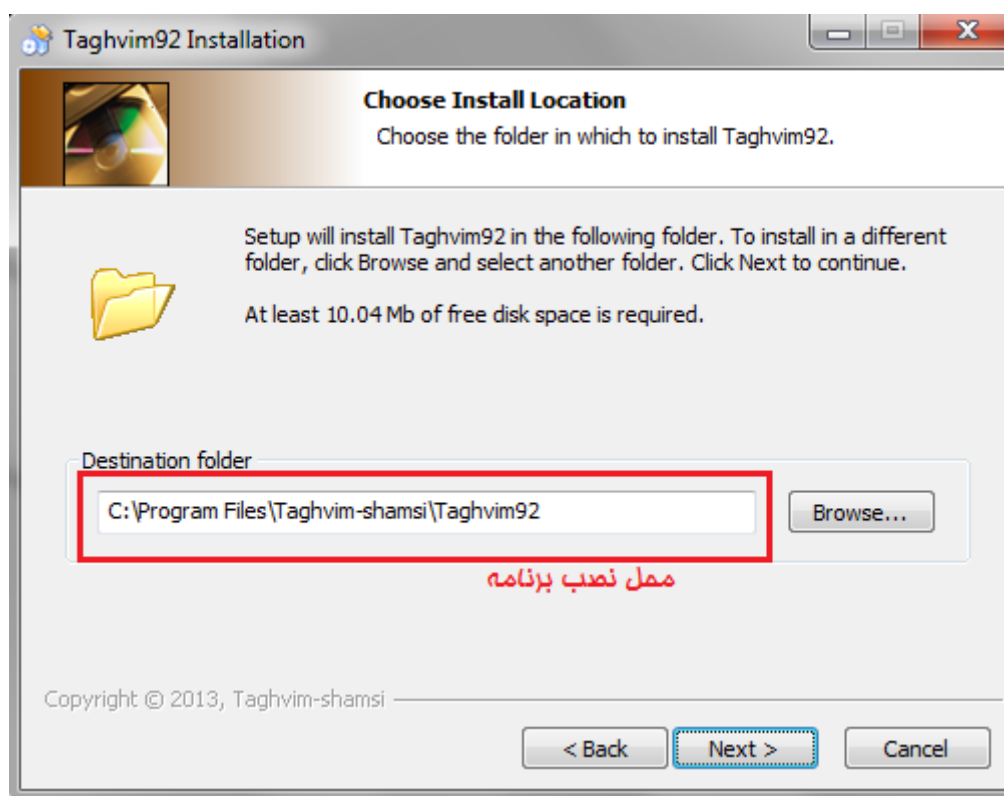 Taghvim92 Installation
Choose Install Location
Choose the folder in which to install Taghvim92.
Setup will install Taghvim92 in the following folder. To install in a different
folder, click Browse and select another folder. Click Next to continue.
At least 10.04 Mb of free disk space is required.
Destination folder
C:\Program Files\Taghvim-shamsi\Taghvim92
Browse...
محل نصب برنامه
Copyright © 2013, Taghvim-shamsi
< Back
Next >
Cancel